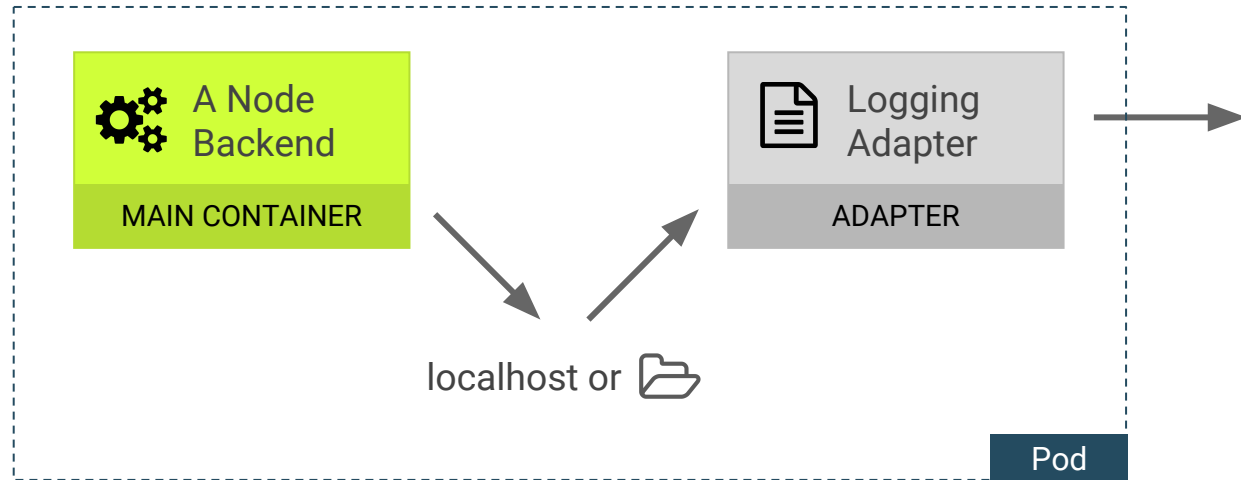 A Node
Backend
MAIN CONTAINER
Logging
Adapter
ADAPTER
localhost or
Pod